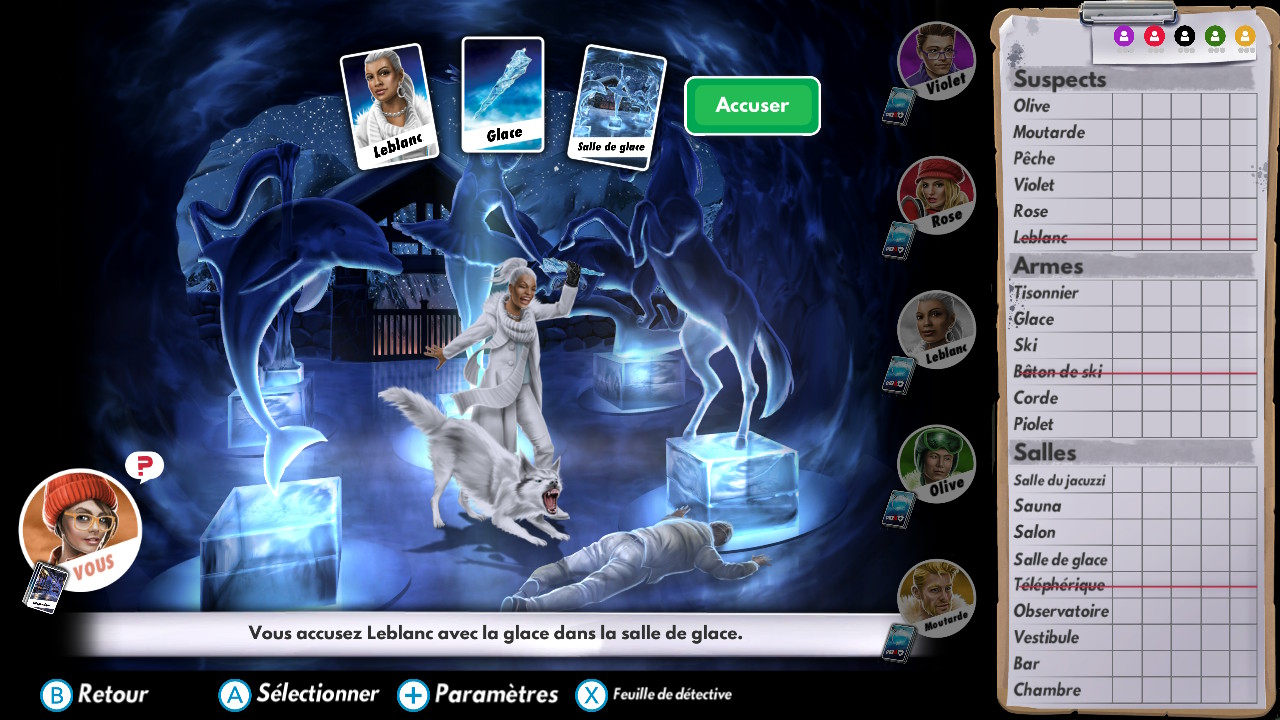 Leblanc
Glace
Salle de glace
Accuser
Violet
Rose
Leblanc
Olive
Moutarde
?
VOUS
Vous accusez Leblanc avec la glace dans la salle de glace.
B Retour
A Sélectionner
+ Paramètres
X Feuille de détective
Suspects
Olive
Moutarde
Pêche
Violet
Rose
Leblanc
Armes
Tisonnier
Glace
Ski
Bâton de ski
Corde
Piolet
Salles
Salle du jacuzzi
Sauna
Salon
Salle de glace
Téléphérique
Observatoire
Vestibule
Bar
Chambre